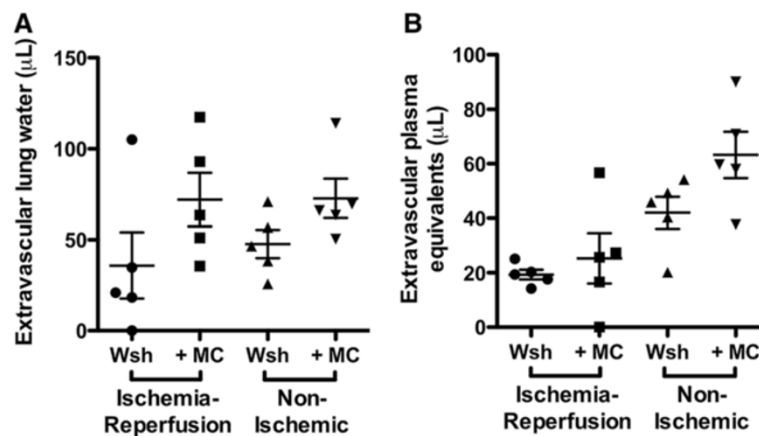 A
Extravascular lung water (µL)
150
100
50
0
Wsh
+ MC
Wsh
+ MC
Ischemia-
Reperfusion
Non-
Ischemic
B
Extravascular plasma
equivalents (µL)
100
80
60
40
20
0
Wsh
+ MC
Wsh
+ MC
Ischemia-
Reperfusion
Non-
Ischemic